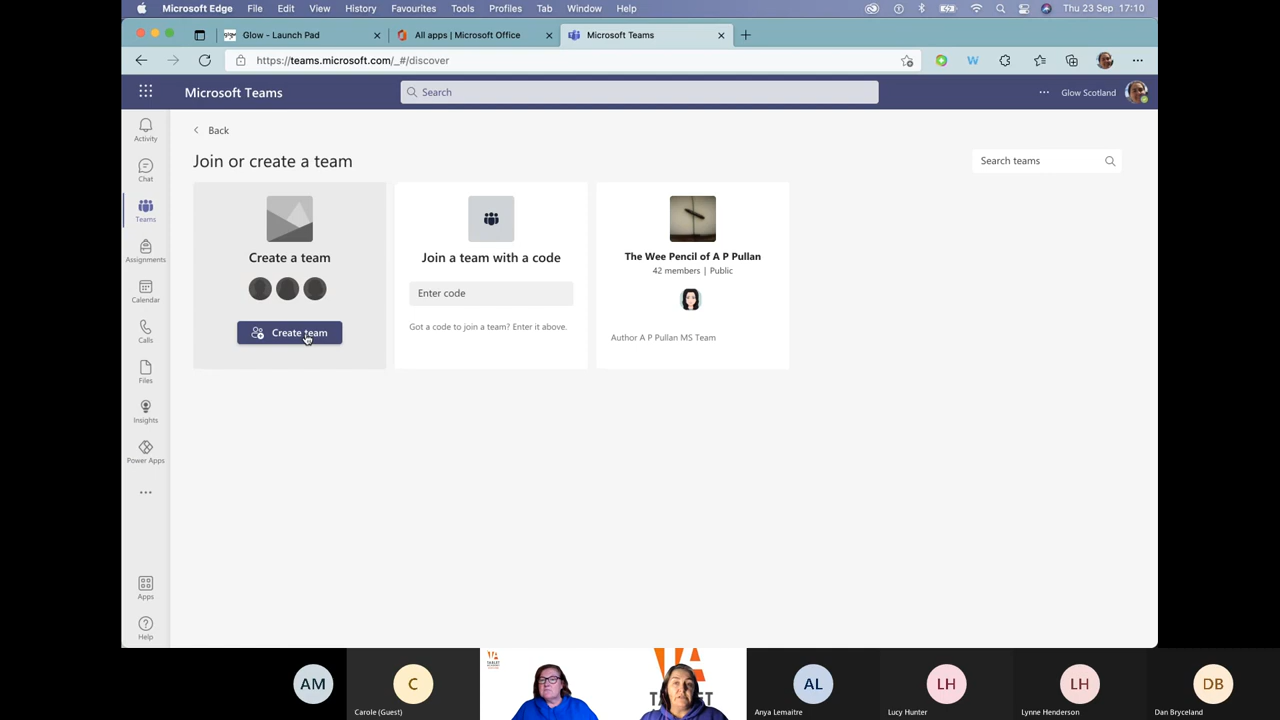 Microsoft Edge File Edit View History Favourites Tools Profiles Tab Window Help Thu 23 Sep 17:10
glow Glow - Launch Pad All apps | Microsoft Office Microsoft Teams
https://teams.microsoft.com/_#/discover W
Microsoft Teams Search Glow Scotland
Activity
Chat
Teams
Assignments
Calendar
Calls
Files
Insights
Power Apps
Apps
Help
Back
Join or create a team
Search teams
Create a team
Create team
Join a team with a code
Enter code
Got a code to join a team? Enter it above.
The Wee Pencil of A P Pullan
42 members | Public
Author A P Pullan MS Team
AM
C
Carole (Guest)
AL
Anya Lemaitre
LH
Lucy Hunter
LH
Lynne Henderson
DB
Dan Bryceland